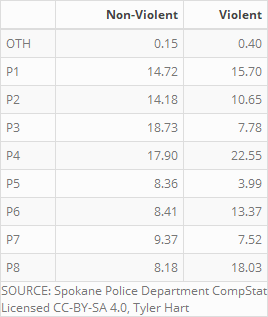 Non-Violent Violent
OTH 0.15 0.40
P1 14.72 15.70
P2 14.18 10.65
P3 18.73 7.78
P4 17.90 22.55
P5 8.36 3.99
P6 8.41 13.37
P7 9.37 7.52
P8 8.18 18.03
SOURCE: Spokane Police Department CompStat
Licensed CC-BY-SA 4.0, Tyler Hart